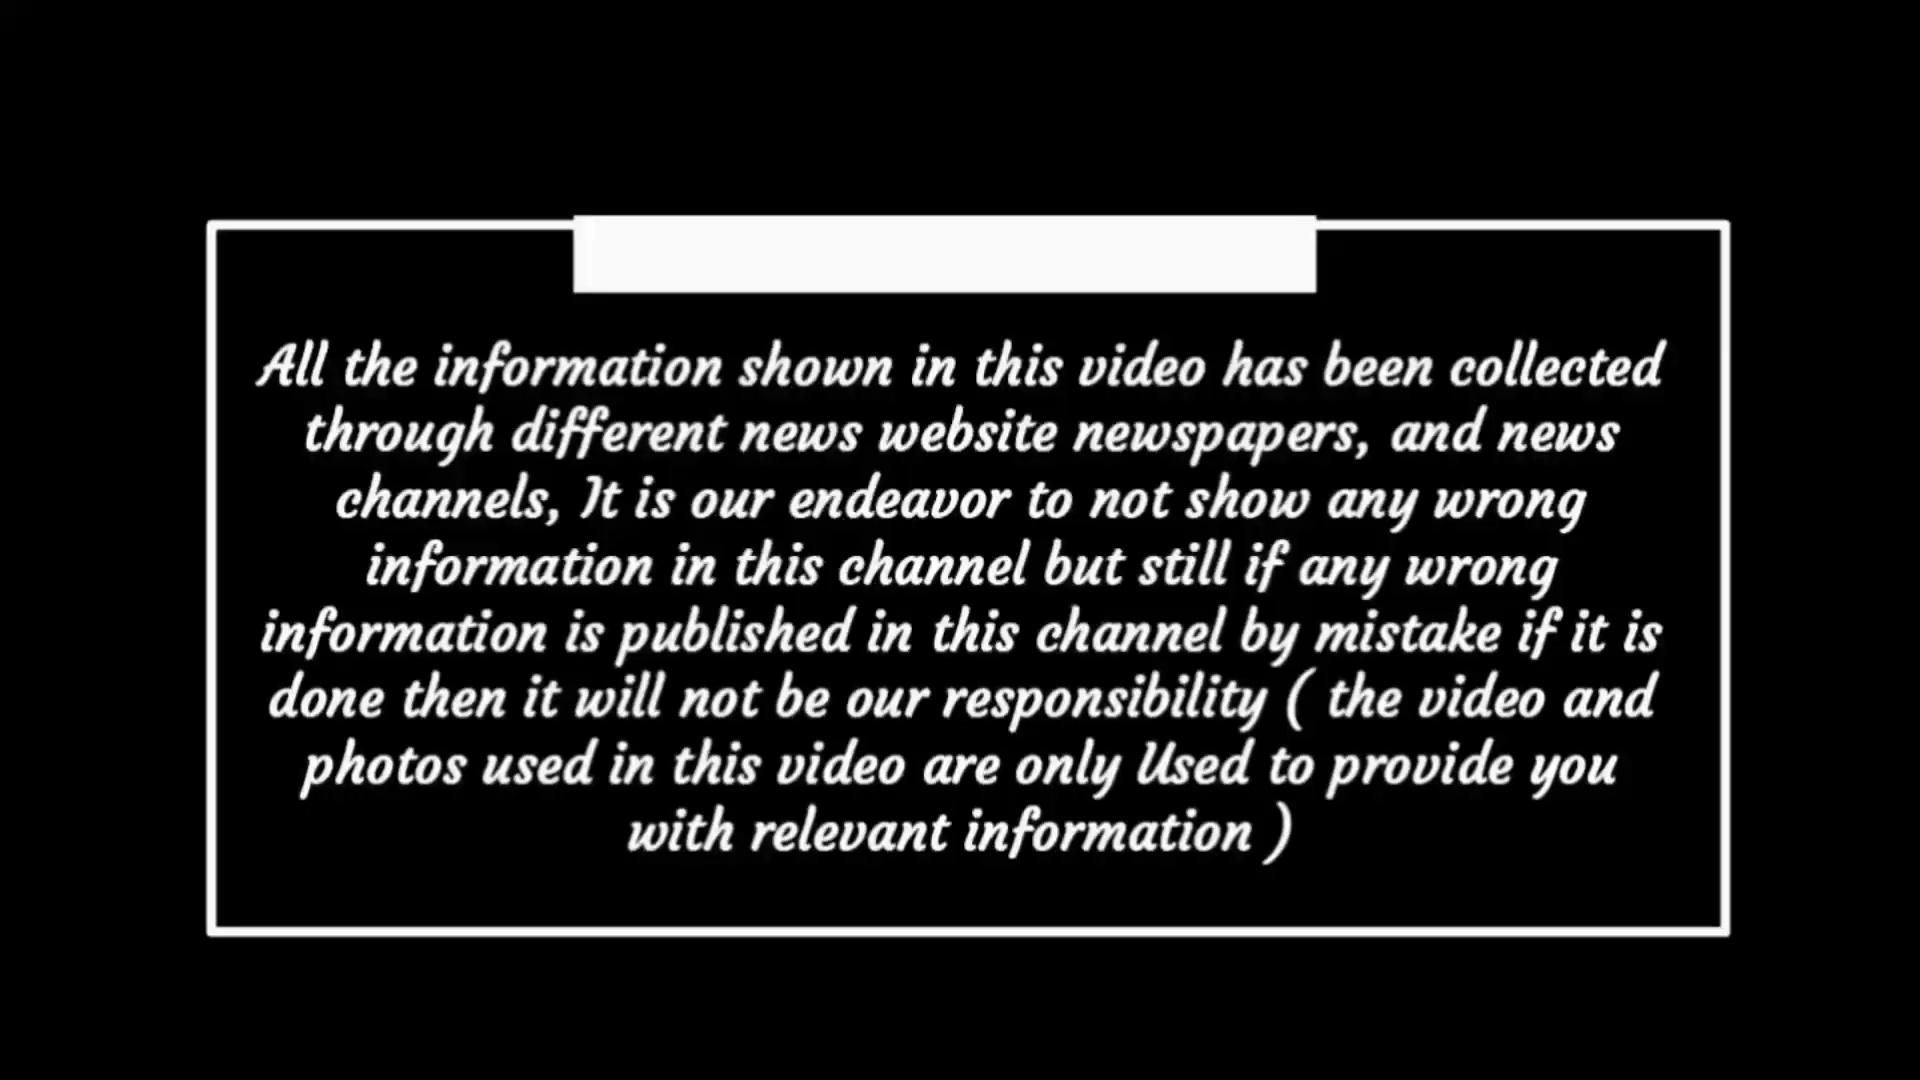 All the information shown in this video has been collected
through different news website newspapers, and news
channels, It is our endeavor to not show any wrong
information in this channel but still if any wrong
information is published in this channel by mistake if it is
done then it will not be our responsibility ( the video and
photos used in this video are only Used to provide you
with relevant information )